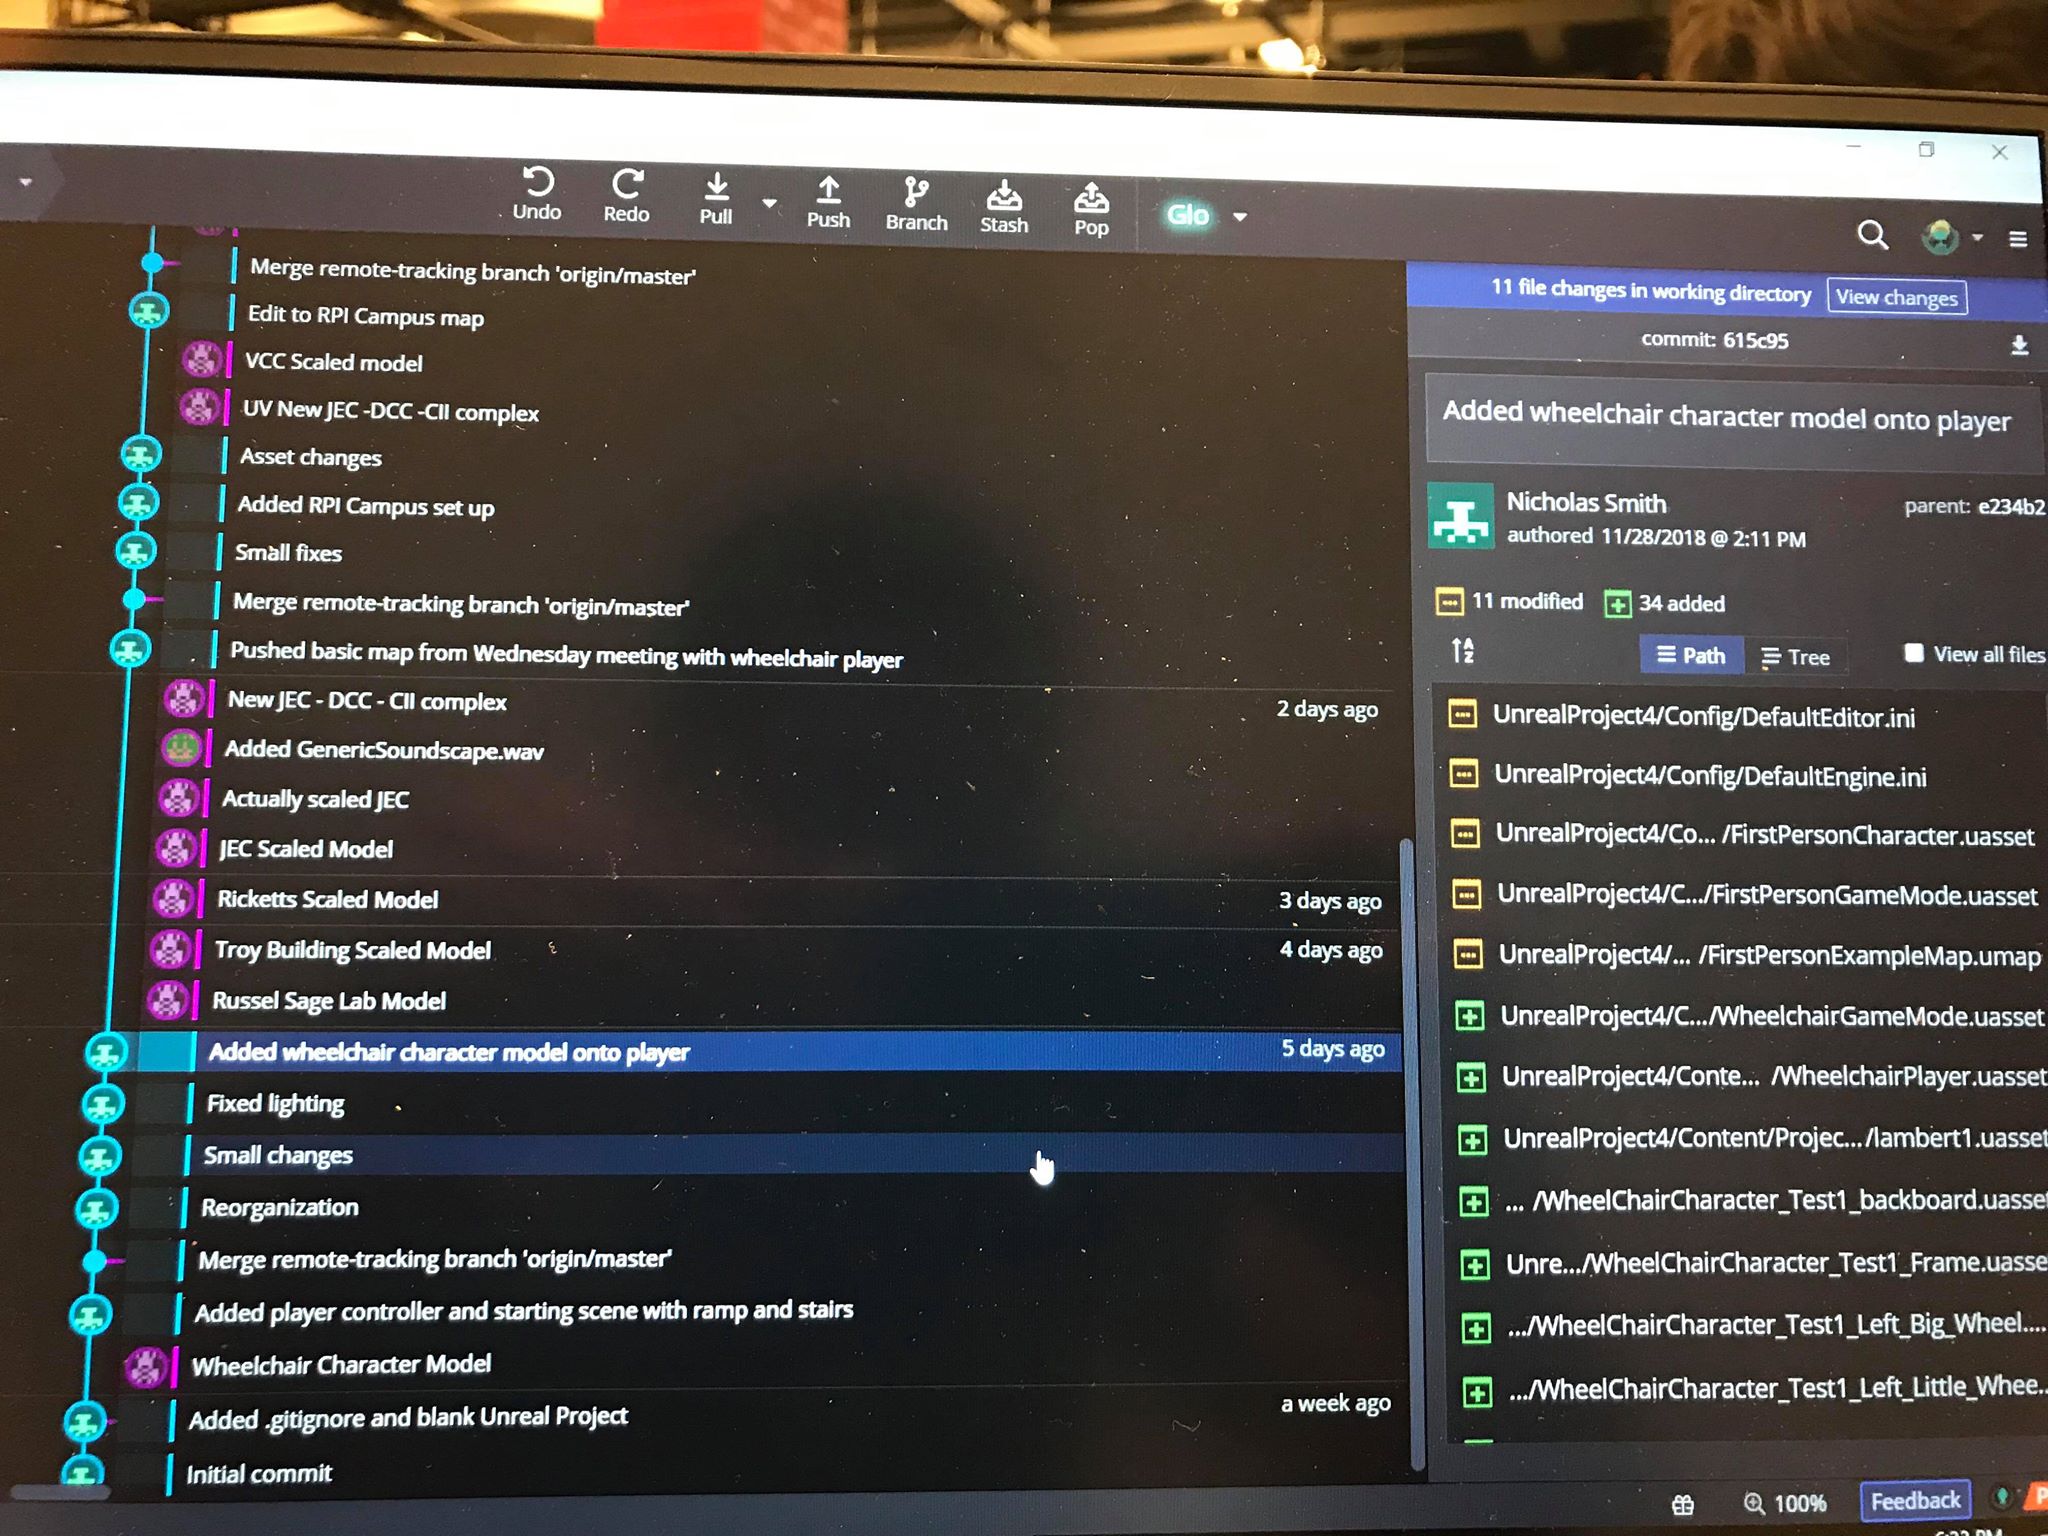 Undo
Redo
Pull
Push
Branch
Stash
Pop
Glo
Merge remote-tracking branch 'origin/master'
Edit to RPI Campus map
VCC Scaled model
UV New JEC -DCC -CII complex
Asset changes
Added RPI Campus set up
Small fixes
Merge remote-tracking branch 'origin/master'
Pushed basic map from Wednesday meeting with wheelchair player
New JEC - DCC - CII complex 2 days ago
Added GenericSoundscape.wav
Actually scaled JEC
JEC Scaled Model
Ricketts Scaled Model 3 days ago
Troy Building Scaled Model 4 days ago
Russel Sage Lab Model
Added wheelchair character model onto player 5 days ago
Fixed lighting
Small changes
Reorganization
Merge remote-tracking branch 'origin/master'
Added player controller and starting scene with ramp and stairs
Wheelchair Character Model
Added .gitignore and blank Unreal Project a week ago
Initial commit
11 file changes in working directory View changes
commit: 615c95
Added wheelchair character model onto player
Nicholas Smith parent: e234b2
authored 11/28/2018 @ 2:11 PM
11 modified 34 added
A Z Path Tree View all files
UnrealProject4/Config/DefaultEditor.ini
UnrealProject4/Config/DefaultEngine.ini
UnrealProject4/Co... /FirstPersonCharacter.uasset
UnrealProject4/C.../FirstPersonGameMode.uasset
UnrealProject4/... /FirstPersonExampleMap.umap
UnrealProject4/C.../WheelchairGameMode.uasset
UnrealProject4/Conte... /WheelchairPlayer.uasset
UnrealProject4/Content/Projec.../lambert1.uasset
... /WheelChairCharacter_Test1_backboard.uasset
Unre.../WheelChairCharacter_Test1_Frame.uasse
.../WheelChairCharacter_Test1_Left_Big_Wheel....
.../WheelChairCharacter_Test1_Left_Little_Whee..
100% Feedback P